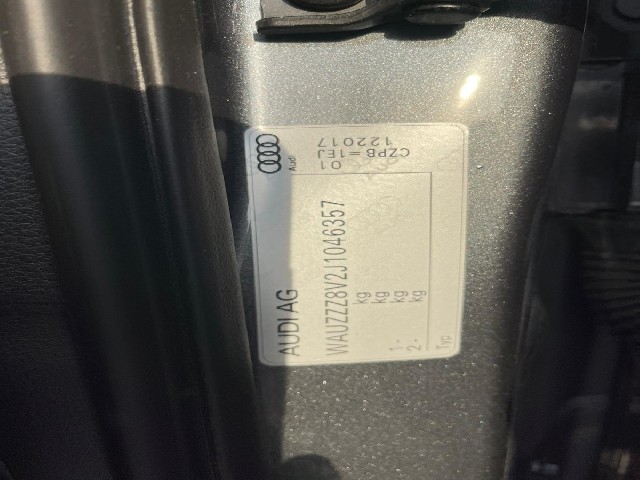 AUDI AG
WAUZZZ8V2J1046357
kg
kg
1- kg
2- kg
Typ
Audi
01
CZPB =1EJ
122017